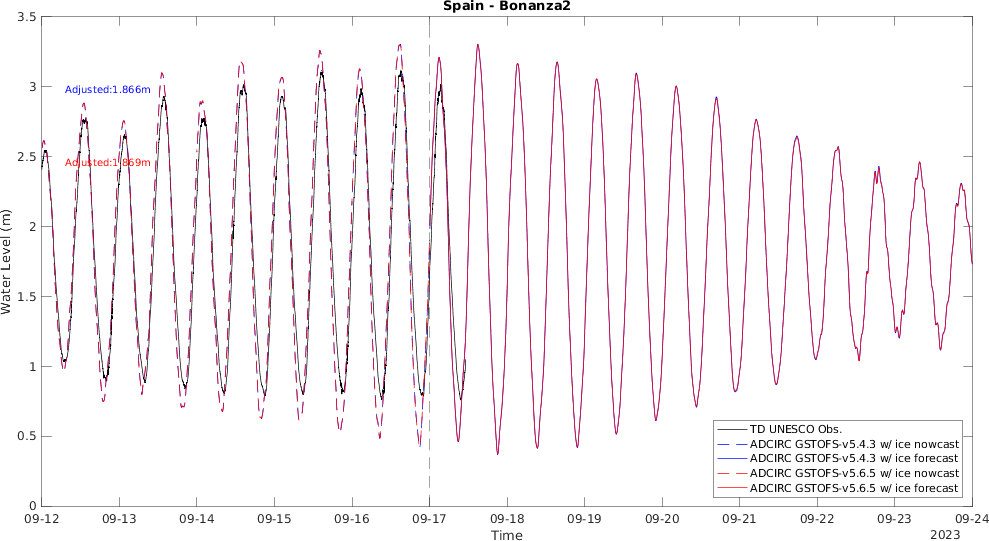 Spain - Bonanza2
3.5
3
2.5
2
1.5
1
0.5
0
Water Level (m)
Adjusted:1.866m
Adjusted:1.869m
TD UNESCO Obs.
ADCIRC GSTOFS-v5.4.3 w/ ice nowcast
ADCIRC GSTOFS-v5.4.3 w/ ice forecast
ADCIRC GSTOFS-v5.6.5 w/ ice nowcast
ADCIRC GSTOFS-v5.6.5 w/ ice forecast
09-12 09-13 09-14 09-15 09-16 09-17 09-18 09-19 09-20 09-21 09-22 09-23 09-24
Time
2023